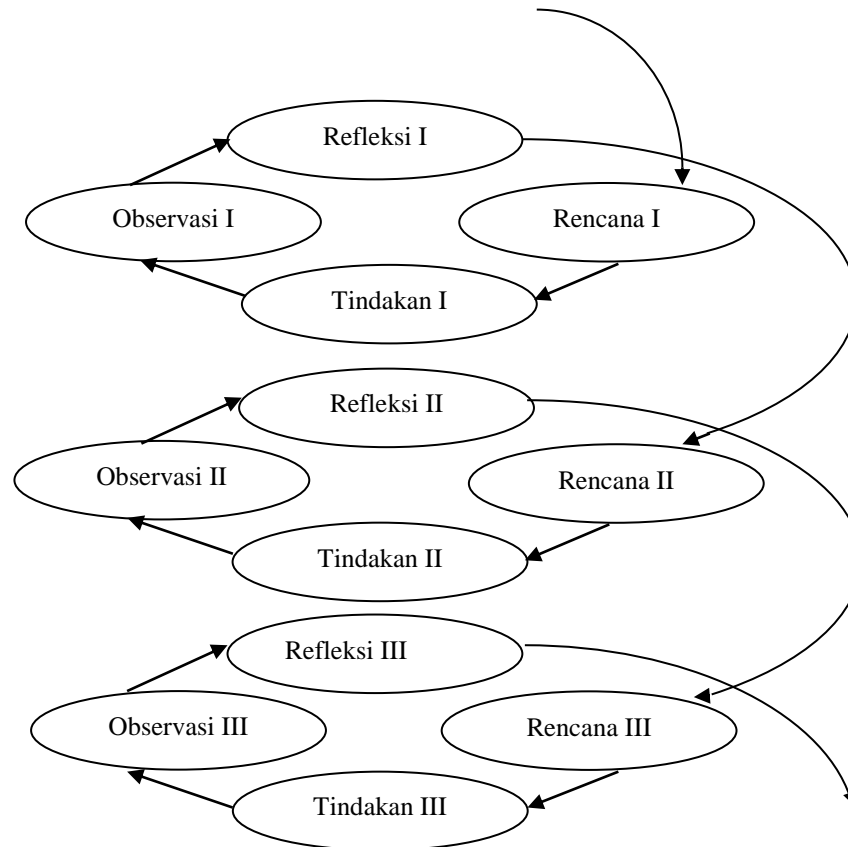 Refleksi I
Observasi I
Rencana I
Tindakan I
Refleksi II
Observasi II
Rencana II
Tindakan II
Refleksi III
Observasi III
Rencana III
Tindakan III